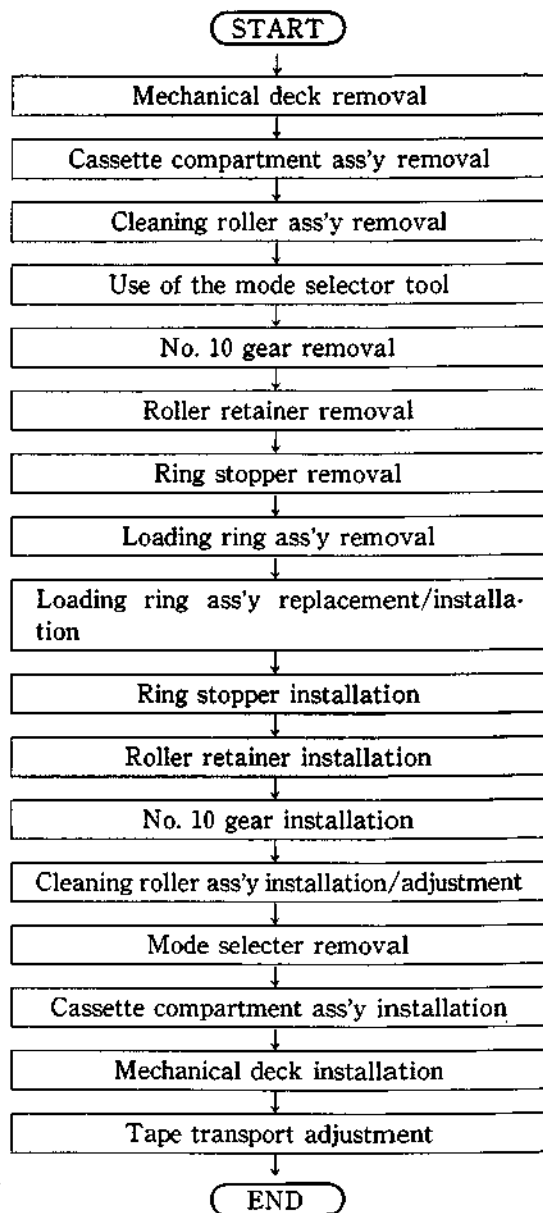 START
Mechanical deck removal
Cassette compartment ass'y removal
Cleaning roller ass'y removal
Use of the mode selector tool
No. 10 gear removal
Roller retainer removal
Ring stopper removal
Loading ring ass'y removal
Loading ring ass'y replacement/installa-
tion
Ring stopper installation
Roller retainer installation
No. 10 gear installation
Cleaning roller ass'y installation/adjustment
Mode selecter removal
Cassette compartment ass'y installation
Mechanical deck installation
Tape transport adjustment
END